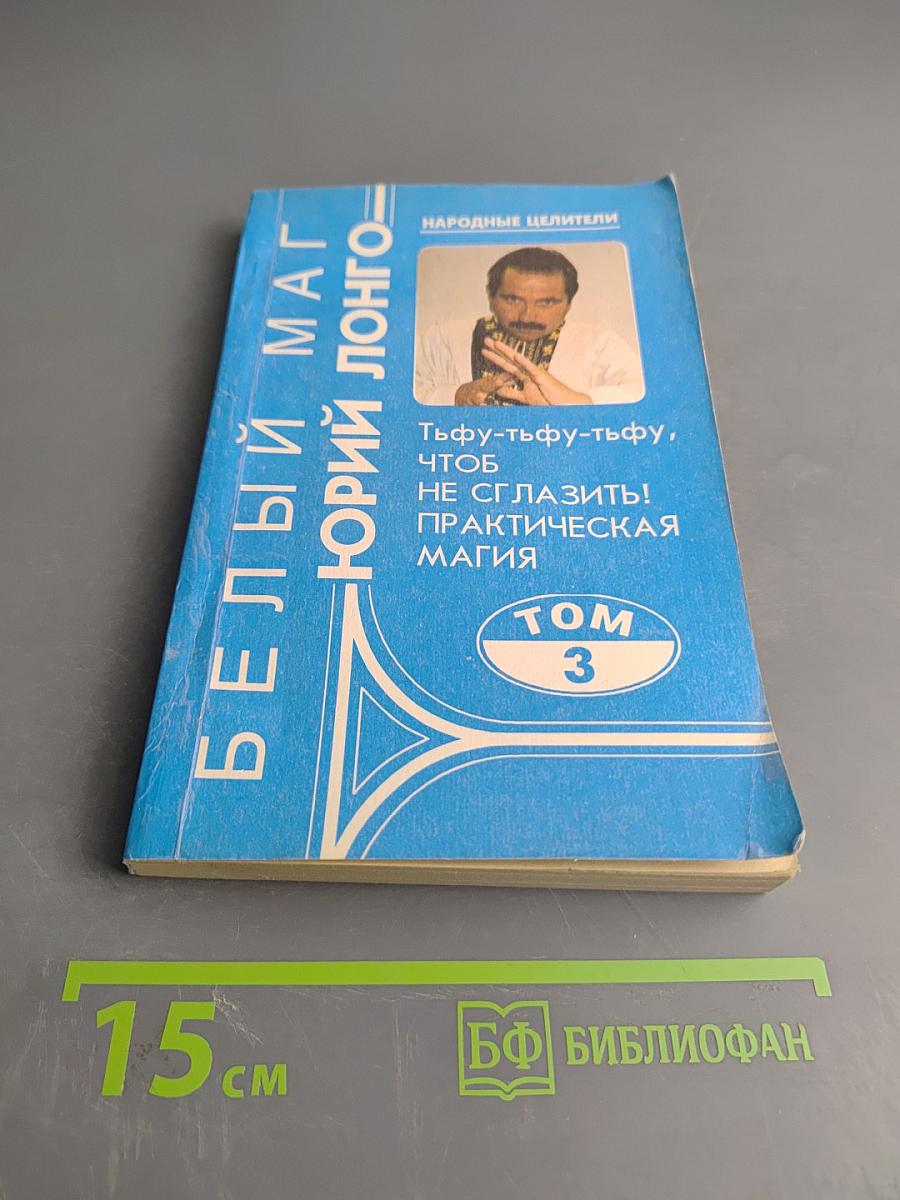 БЕЛЫЙ МАГ
ЮРИЙ ЛОНГО
НАРОДНЫЕ ЦЕЛИТЕЛИ
Тьфу-тьфу-тьфу,
ЧТОБ
НЕ СГЛАЗИТЬ!
ПРАКТИЧЕСКАЯ
МАГИЯ
ТОМ
3
15 см
БФ БИБЛИОФАН